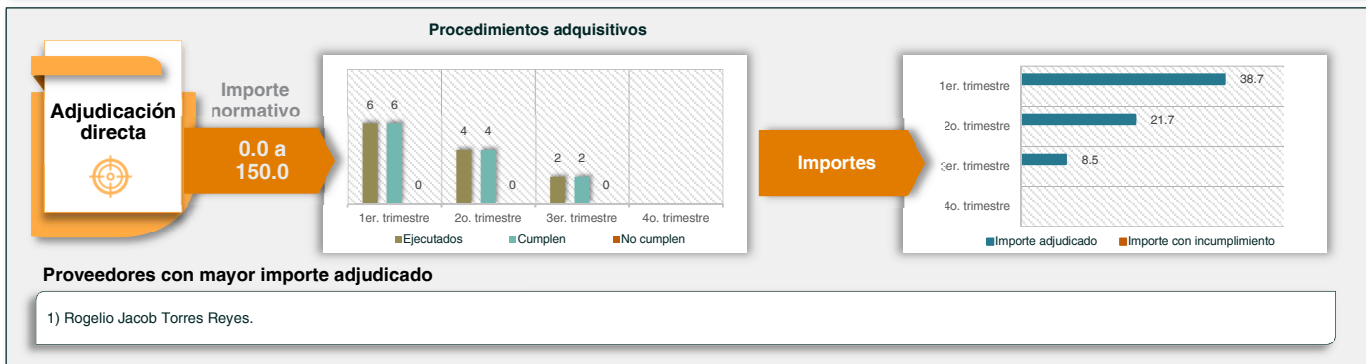 Procedimientos adquisitivos
Adjudicación
directa
Importe
normativo
0.0 a
150.0
6 6 0
4 4 0
2 2 0
1er. trimestre 2o. trimestre 3er. trimestre 4o. trimestre
Ejecutados Cumplen No cumplen
Importes
1er. trimestre 38.7
2o. trimestre 21.7
3er. trimestre 8.5
4o. trimestre
Importe adjudicado Importe con incumplimiento
Proveedores con mayor importe adjudicado
1) Rogelio Jacob Torres Reyes.